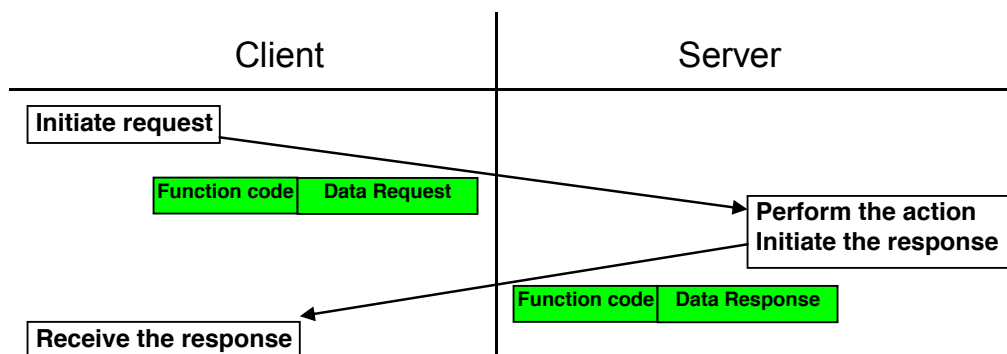 Client
Server
Initiate request
Function code
Data Request
Perform the action
Initiate the response
Function code
Data Response
Receive the response